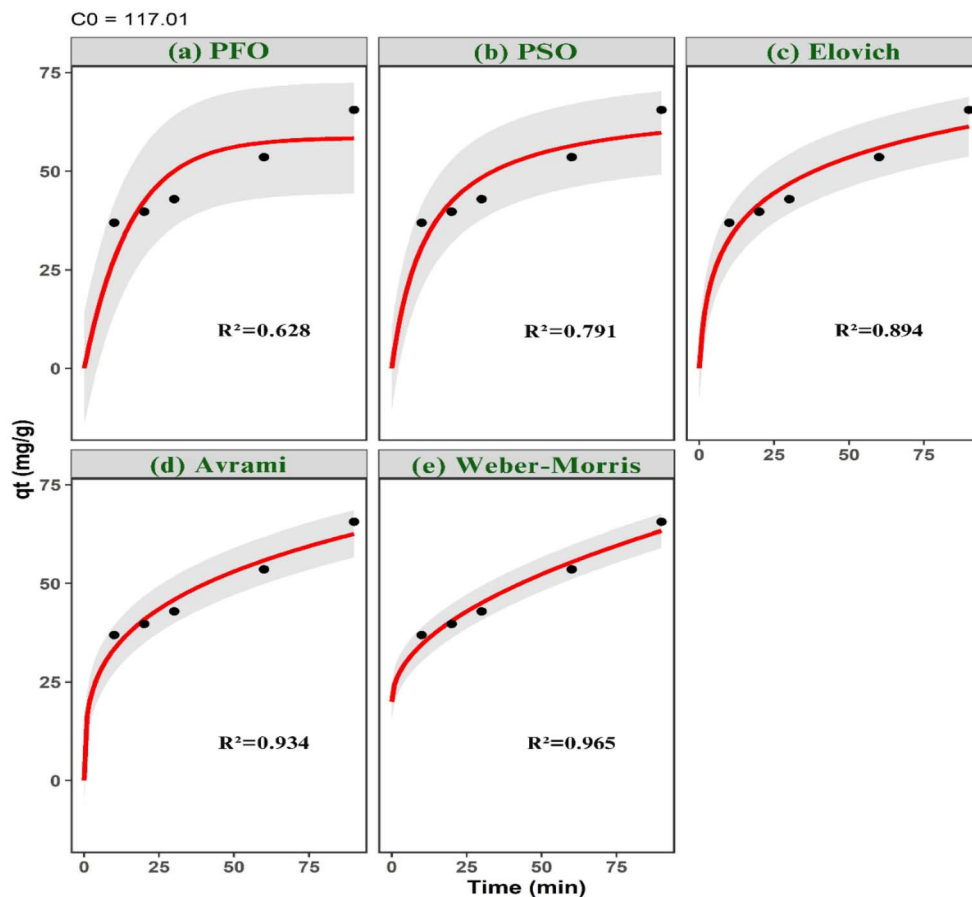 C0 = 117.01
(a) PFO
(b) PSO
(c) Elovich
75
50
25
0
R²=0.628
R²=0.791
R²=0.894
0
25
50
75
(d) Avrami
(e) Weber-Morris
75
50
25
0
R²=0.934
R²=0.965
0
25
50
75
0
25
50
75
qt (mg/g)
Time (min)